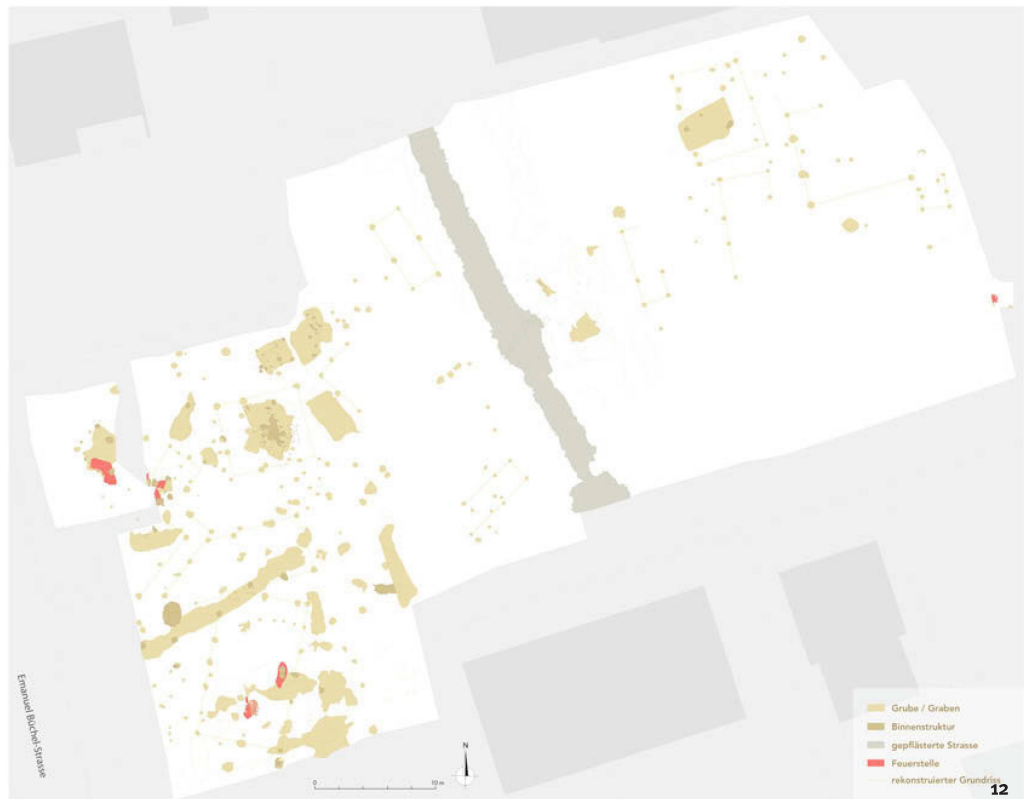 Emanuel Büchel-Strasse
N
0
10 m
Grube / Graben
Binnenstruktur
gepflästerte Strasse
Feuerstelle
rekonstruierter Grundriss
12